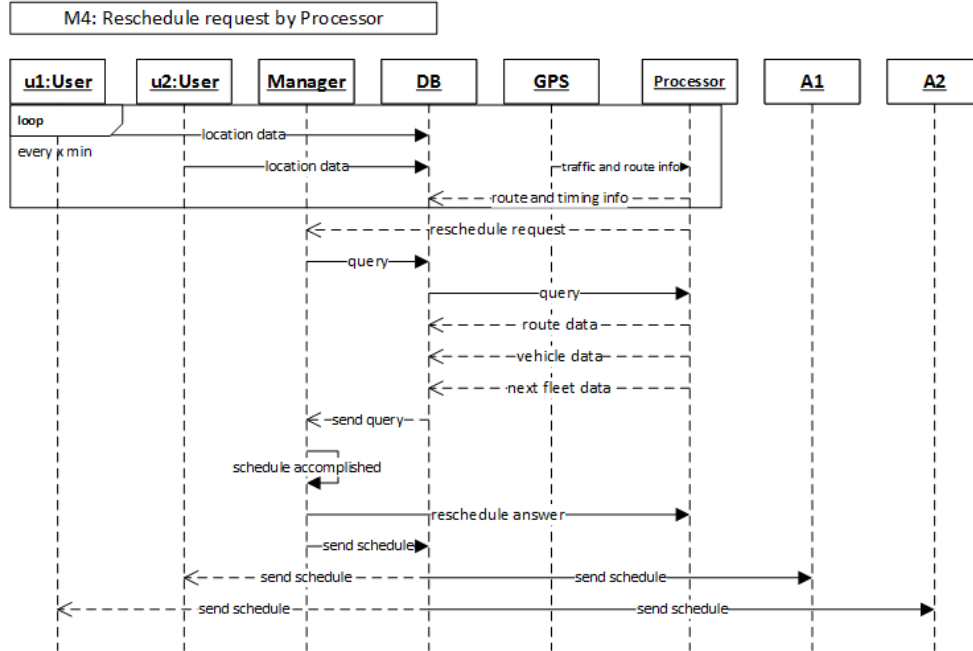 M4: Reschedule request by Processor
u1:User
u2:User
Manager
DB
GPS
Processor
A1
A2
loop
location data
every x min
location data
traffic and route info
route and timing info
reschedule request
query
query
route data
vehicle data
next fleet data
send query
schedule accomplished
reschedule answer
send schedule
send schedule
send schedule
send schedule
send schedule